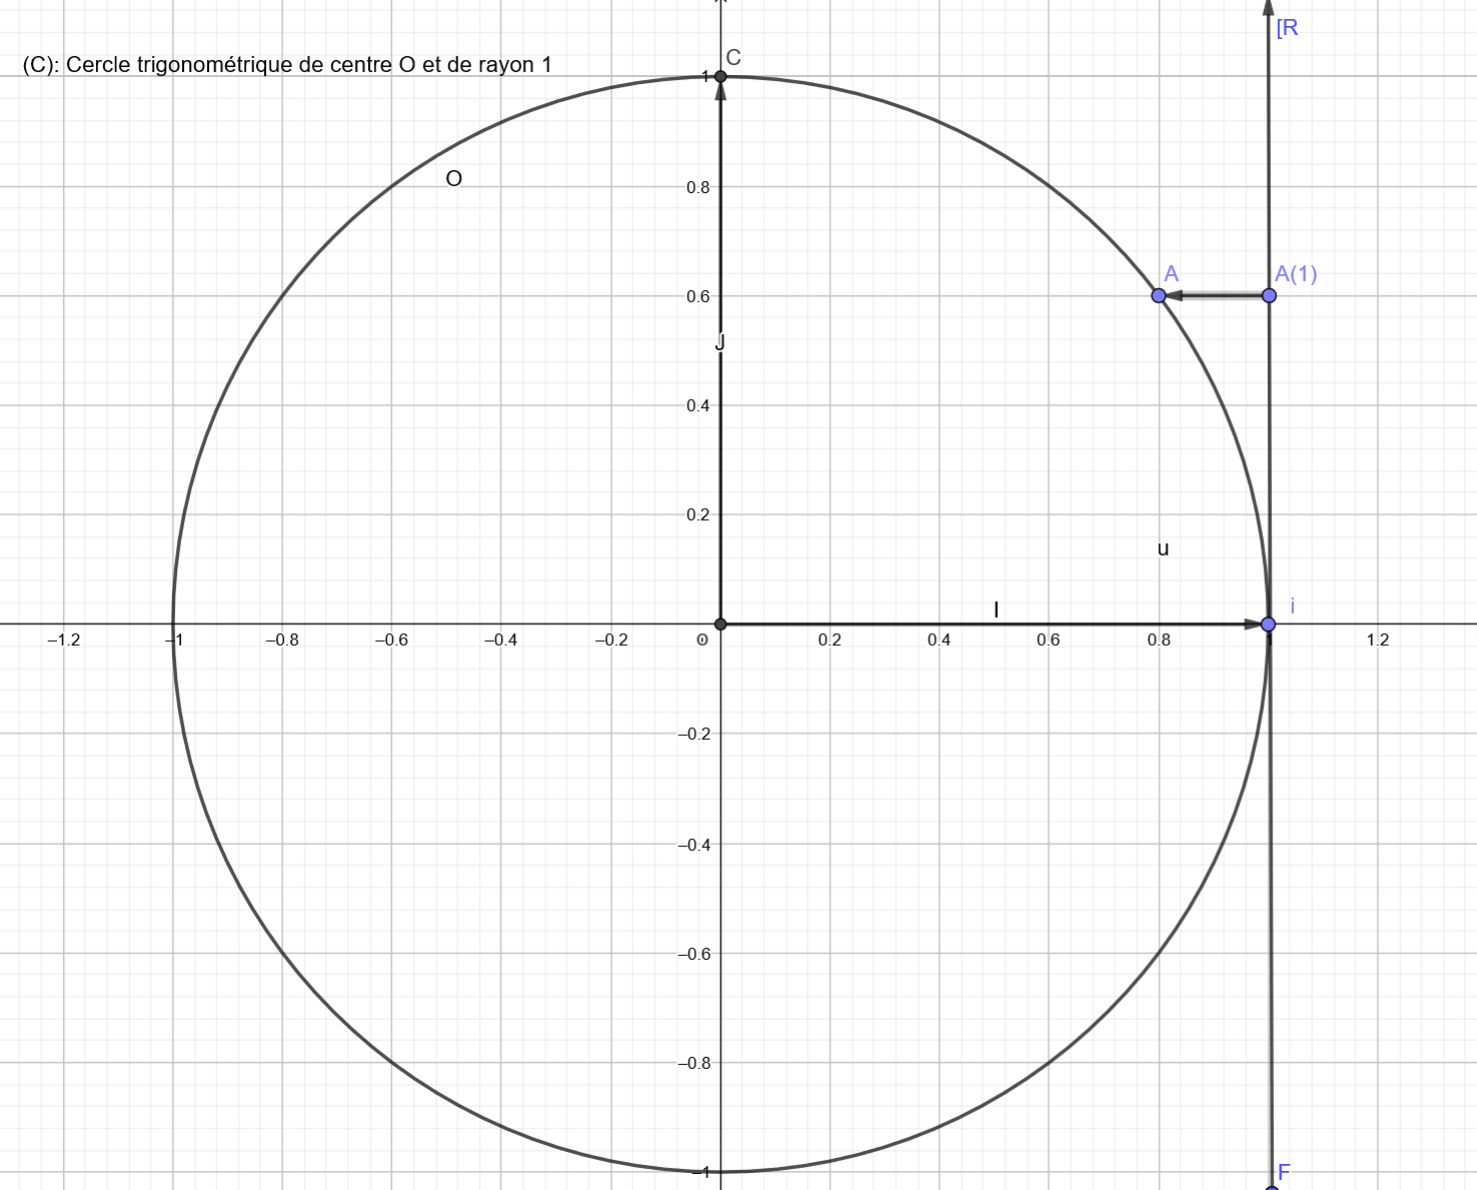 [R
(C): Cercle trigonométrique de centre O et de rayon 1
C
1
O
0.8
A
A(1)
0.6
J
0.4
0.2
u
I
i
–1.2 –1 –0.8 –0.6 –0.4 –0.2 0 0.2 0.4 0.6 0.8 1 1.2
–0.2
–0.4
–0.6
–0.8
–1
F